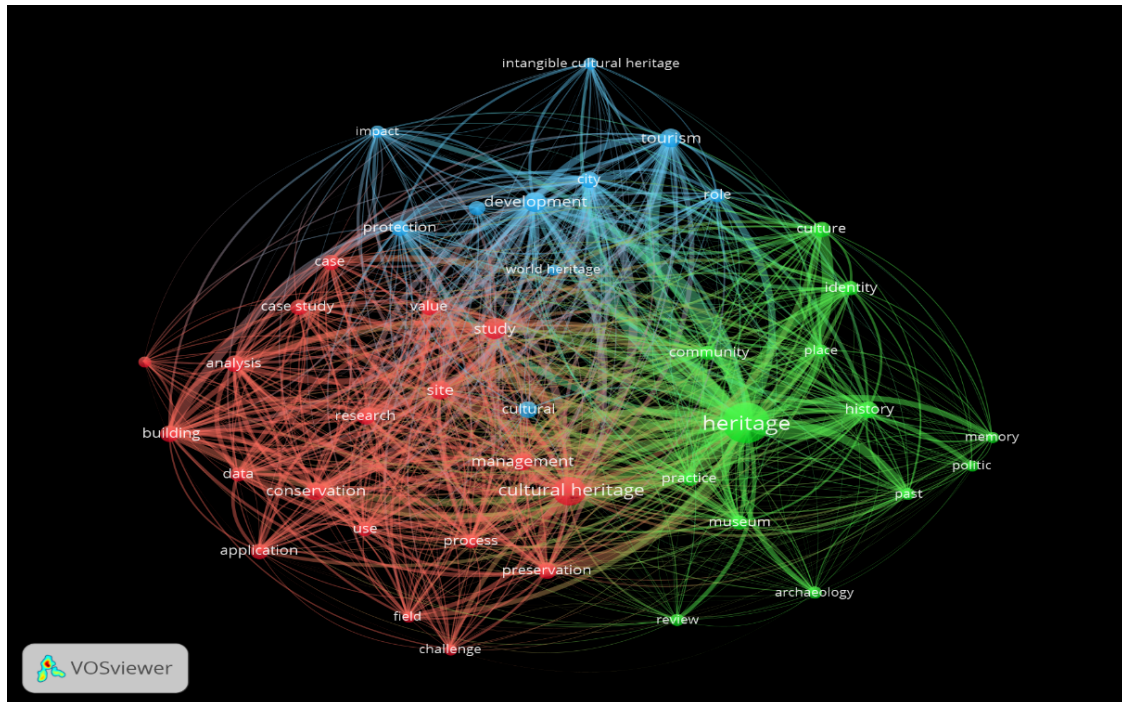 intangible cultural heritage
impact
tourism
city
role
development
protection
culture
case
world heritage
identity
case study
value
study
community
place
analysis
site
cultural
history
research
heritage
building
memory
management
politic
data
practice
conservation
cultural heritage
past
use
museum
process
application
preservation
archaeology
field
review
challenge
VOSviewer